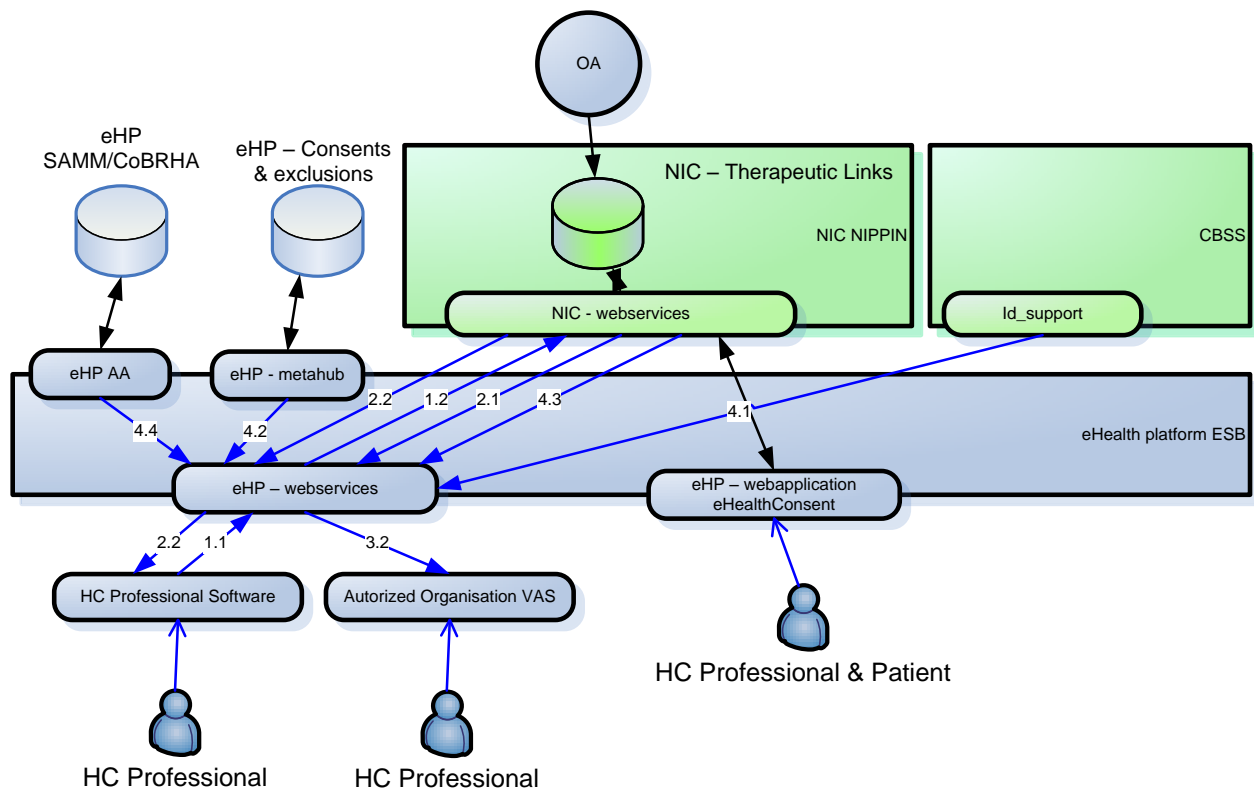 OA
eHP
SAMM/CoBRHA
eHP – Consents
& exclusions
NIC – Therapeutic Links
NIC NIPPIN
CBSS
NIC - webservices
Id_support
eHP AA
eHP - metahub
2.2
1.2
2.1
4.3
4.1
4.4
4.2
eHealth platform ESB
eHP – webservices
eHP – webapplication
eHealthConsent
2.2
1.1
3.2
HC Professional Software
Autorized Organisation VAS
HC Professional & Patient
HC Professional
HC Professional